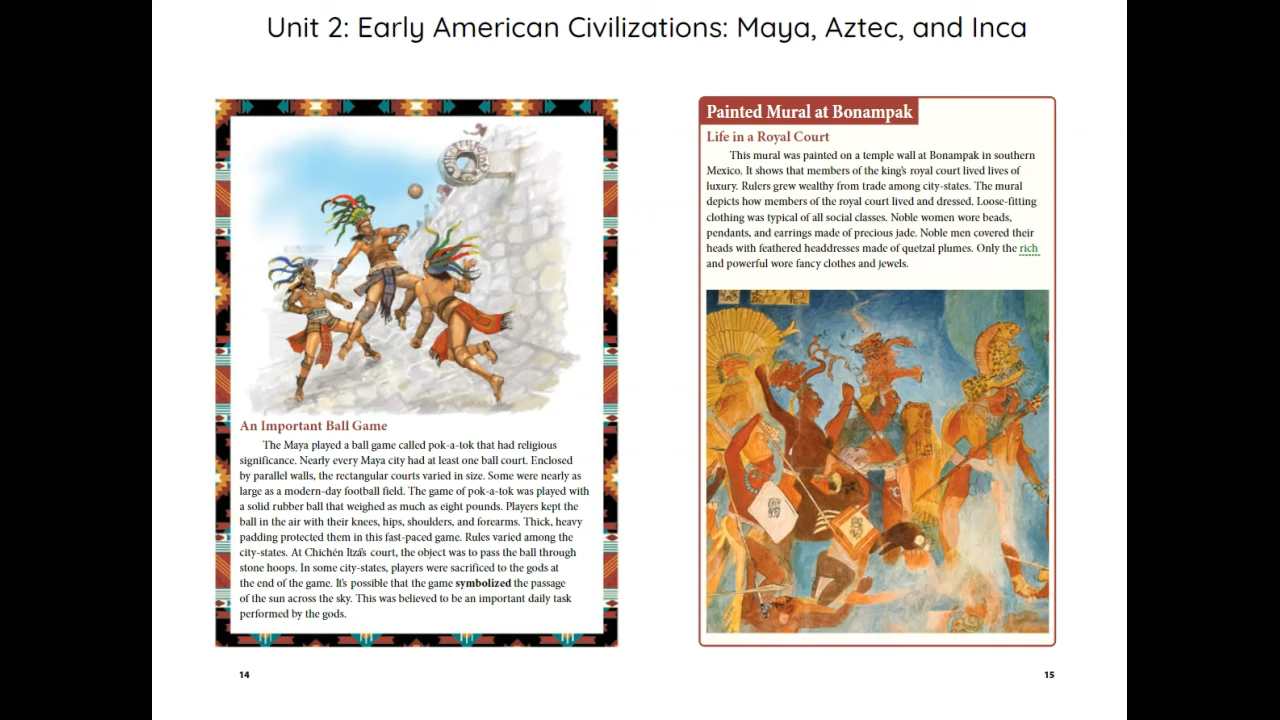 Unit 2: Early American Civilizations: Maya, Aztec, and Inca
An Important Ball Game
The Maya played a ball game called pok-a-tok that had religious
significance. Nearly every Maya city had at least one ball court. Enclosed
by parallel walls, the rectangular courts varied in size. Some were nearly as
large as a modern-day football field. The game of pok-a-tok was played with
a solid rubber ball that weighed as much as eight pounds. Players kept the
ball in the air with their knees, hips, shoulders, and forearms. Thick, heavy
padding protected them in this fast-paced game. Rules varied among the
city-states. At Chichén Itzá's court, the object was to pass the ball through
stone hoops. In some city-states, players were sacrificed to the gods at
the end of the game. It's possible that the game symbolized the passage
of the sun across the sky. This was believed to be an important daily task
performed by the gods.
14
Painted Mural at Bonampak
Life in a Royal Court
This mural was painted on a temple wall at Bonampak in southern
Mexico. It shows that members of the king's royal court lived lives of
luxury. Rulers grew wealthy from trade among city-states. The mural
depicts how members of the royal court lived and dressed. Loose-fitting
clothing was typical of all social classes. Noble women wore beads,
pendants, and earrings made of precious jade. Noble men covered their
heads with feathered headdresses made of quetzal plumes. Only the rich
and powerful wore fancy clothes and jewels.
15